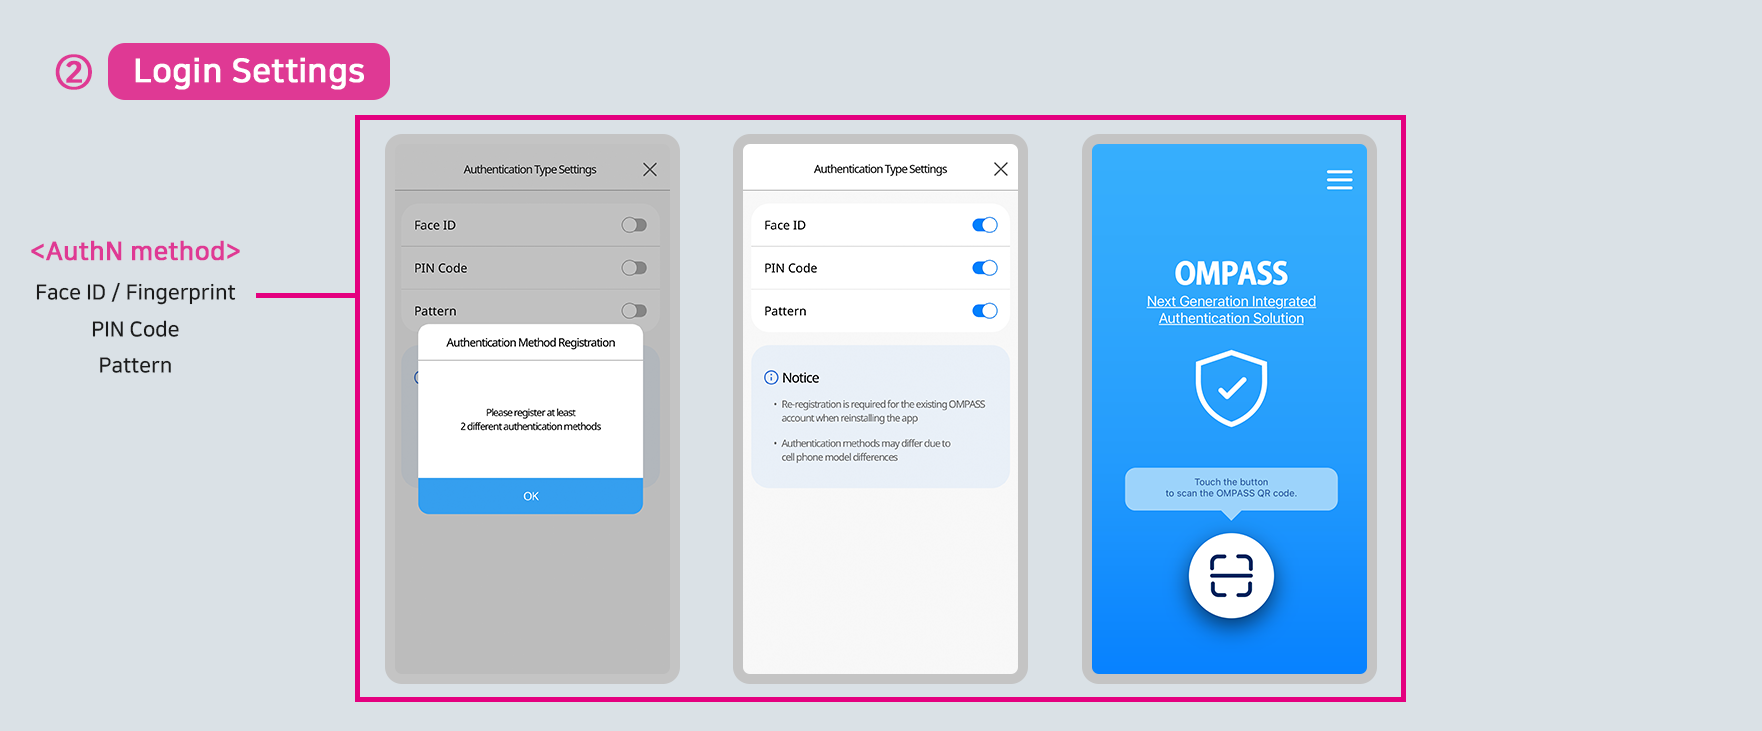 ② Login Settings
<AuthN method>
Face ID / Fingerprint
PIN Code
Pattern
Authentication Type Settings
Face ID
PIN Code
Pattern
Authentication Method Registration
Please register at least
2 different authentication methods
OK
Authentication Type Settings
Face ID
PIN Code
Pattern
Notice
• Re-registration is required for the existing OMPASS
account when reinstalling the app
• Authentication methods may differ due to
cell phone model differences
OMPASS
Next Generation Integrated
Authentication Solution
Touch the button
to scan the OMPASS QR code.